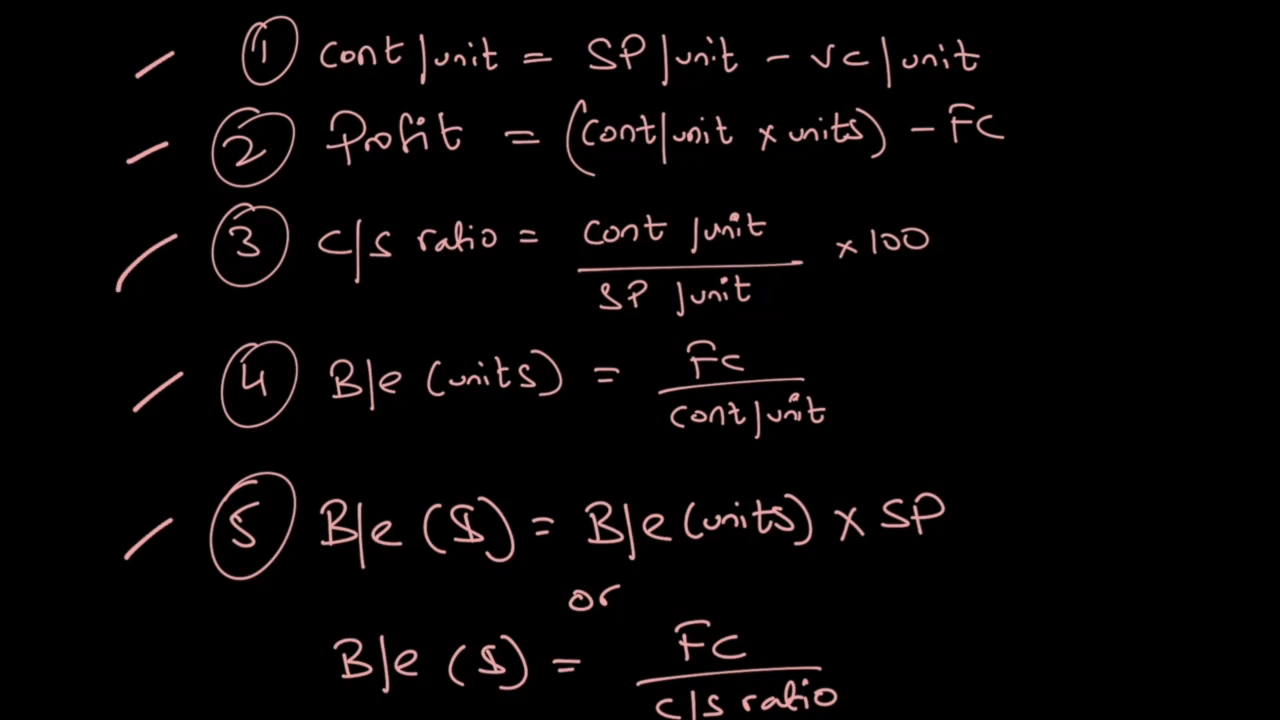 1 Cont/unit = SP/unit - VC/unit
2 Profit = (Cont/unit x units) - FC
3 C/S ratio = Cont/unit / SP/unit x 100
4 B/e (units) = FC / Cont/unit
5 B/e ($) = B/e (units) x SP
or
B/e ($) = FC / C/S ratio